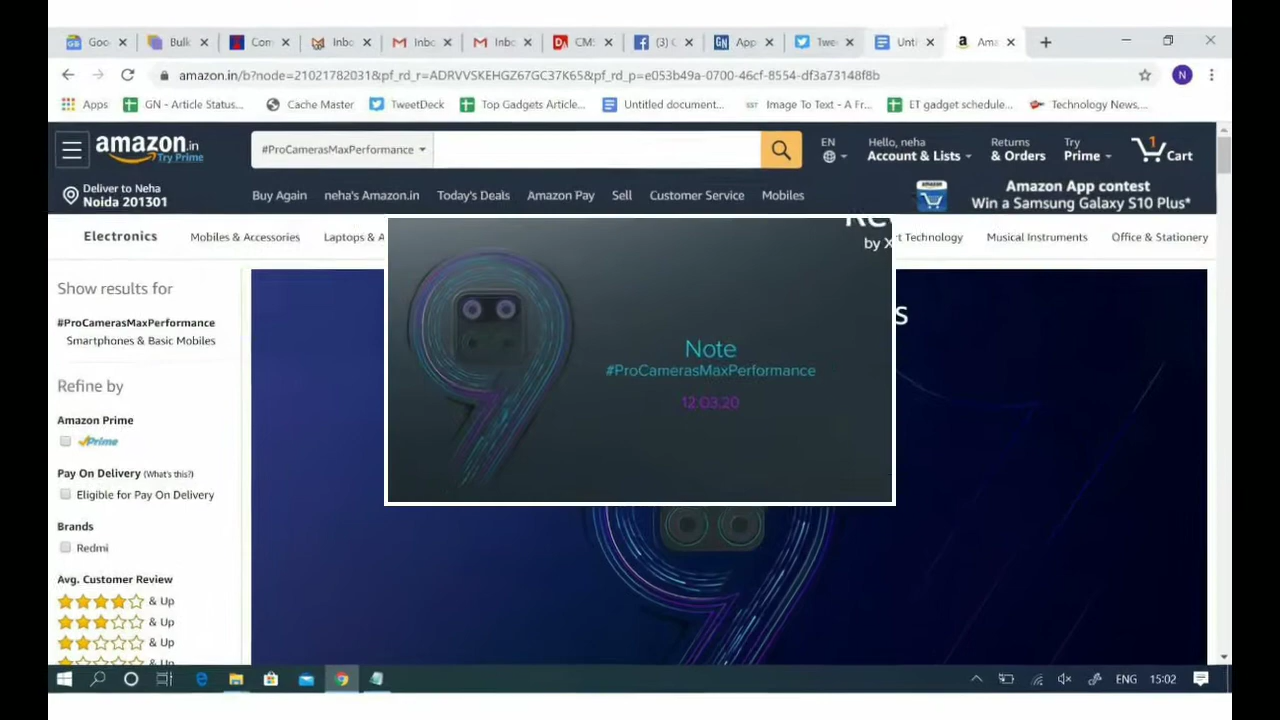 Goo
Bulk
Com
Inbo
Inbo
Inbo
CMS
(3) C
App
Twe
Unti
Ama
amazon.in/b?node=21021782031&pf_rd_r=ADRVVSKEHGZ67GC37K65&pf_rd_p=e053b49a-0700-46cf-8554-df3a73148f8b
N
Apps
GN - Article Status...
Cache Master
TweetDeck
Top Gadgets Article...
Untitled document...
Image To Text - A Fr...
ET gadget schedule...
Technology News,...
amazon.in
Try Prime
#ProCamerasMaxPerformance
EN
Hello, neha
Account & Lists
Returns
& Orders
Try
Prime
1
Cart
Deliver to Neha
Noida 201301
Buy Again
neha's Amazon.in
Today's Deals
Amazon Pay
Sell
Customer Service
Mobiles
Amazon App contest
Win a Samsung Galaxy S10 Plus*
Electronics
Mobiles & Accessories
Laptops & A
by X
rt Technology
Musical Instruments
Office & Stationery
Show results for
#ProCamerasMaxPerformance
Smartphones & Basic Mobiles
Refine by
Amazon Prime
Prime
Pay On Delivery (What's this?)
Eligible for Pay On Delivery
Brands
Redmi
Avg. Customer Review
& Up
& Up
& Up
s
Note
#ProCamerasMaxPerformance
12.03.20
ENG
15:02